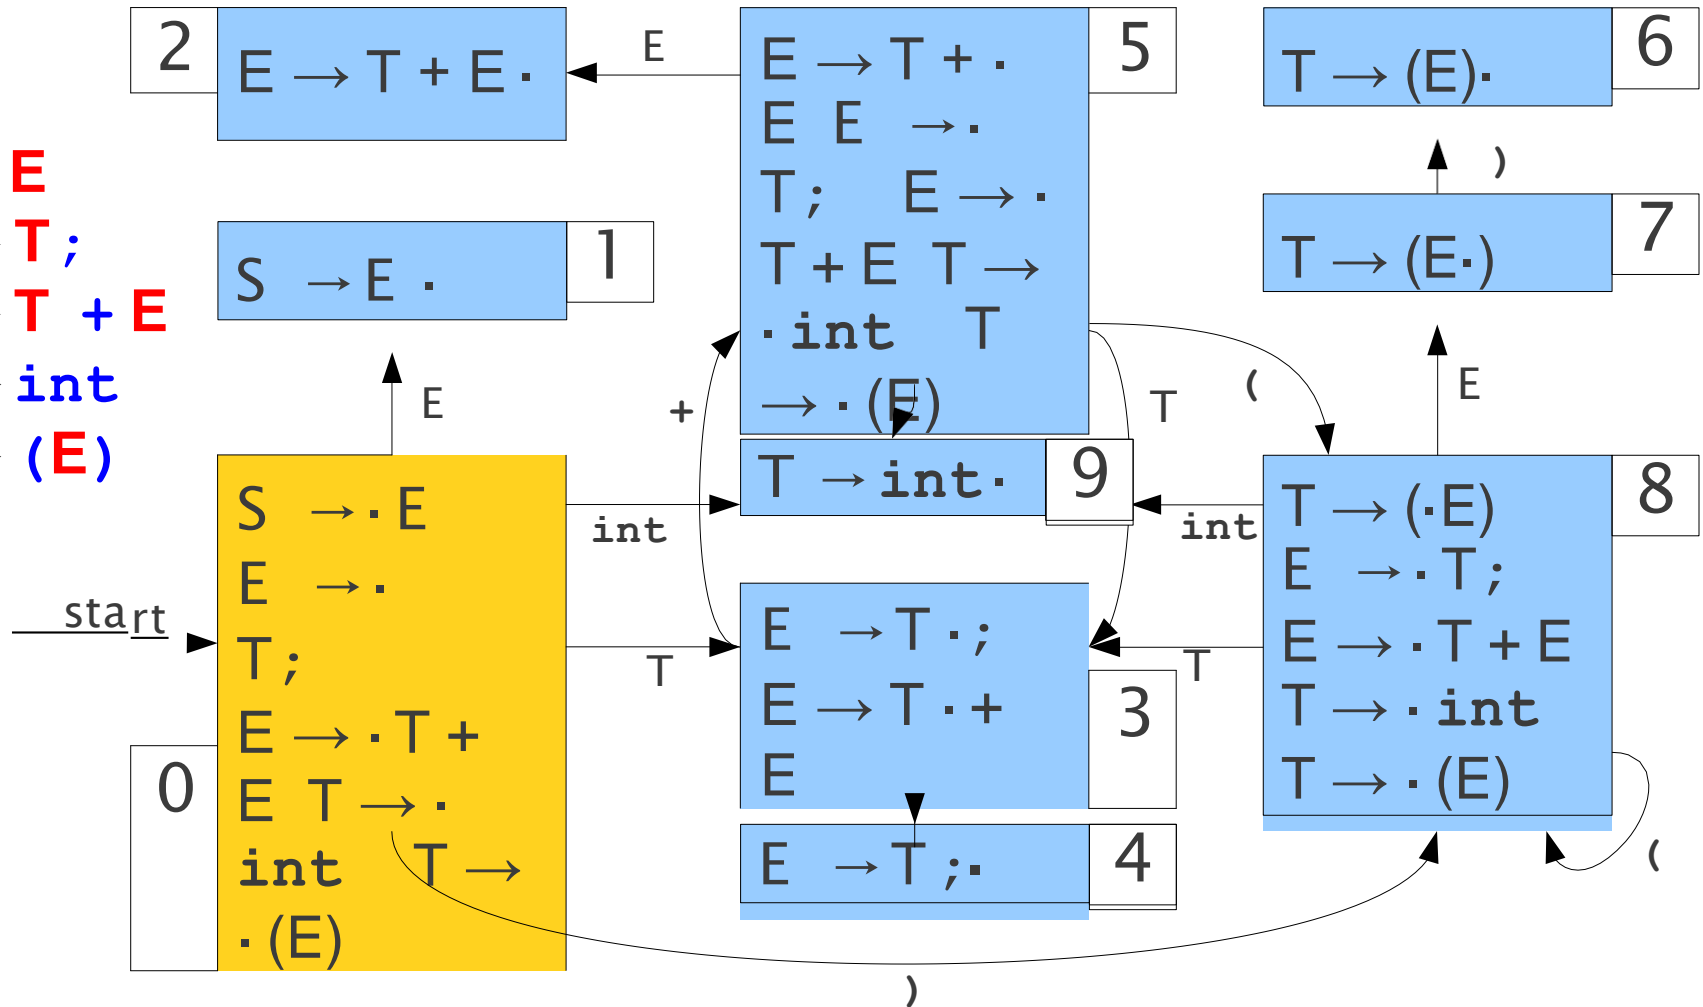 E
T ;
T + E
int
(E)
2
E → T + E ·
E
5
E → T + ·
E E → ·
T ; E → ·
T + E T →
· int T
→ · (E)
6
T → (E)·
)
7
T → (E·)
1
S → E ·
E
+
T
(
E
0
S → · E
E → ·
T ;
E → · T +
E T → ·
int T →
· (E)
start
int
T
9
T → int ·
int
T
3
E → T · ;
E → T · +
E
4
E → T ; ·
8
T → (·E)
E → · T ;
E → · T + E
T → · int
T → · (E)
(
)